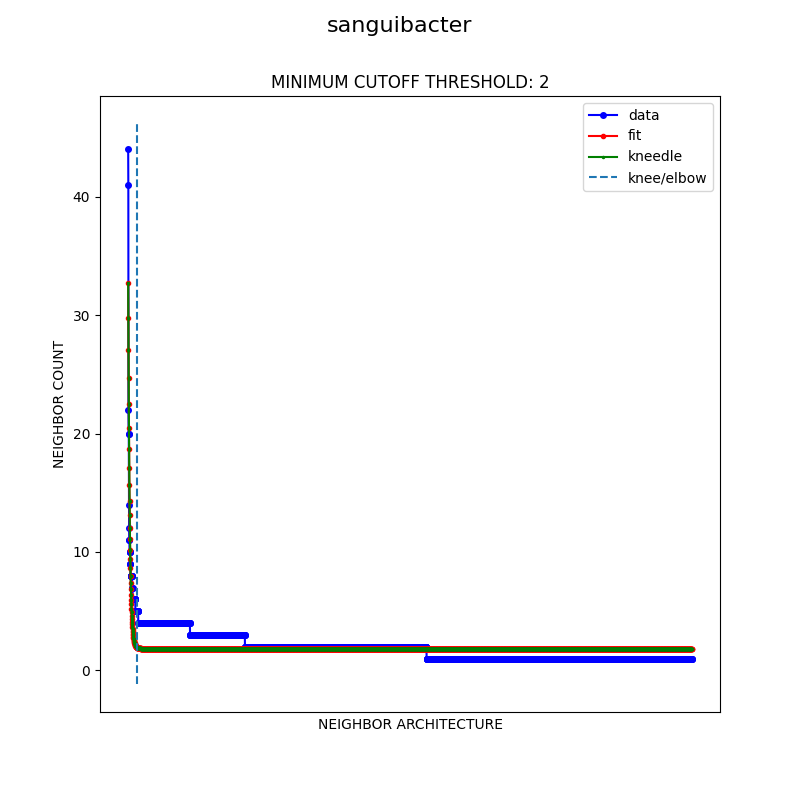 sanguibacter
MINIMUM CUTOFF THRESHOLD: 2
data
fit
kneedle
knee/elbow
NEIGHBOR COUNT
40
30
20
10
0
NEIGHBOR ARCHITECTURE